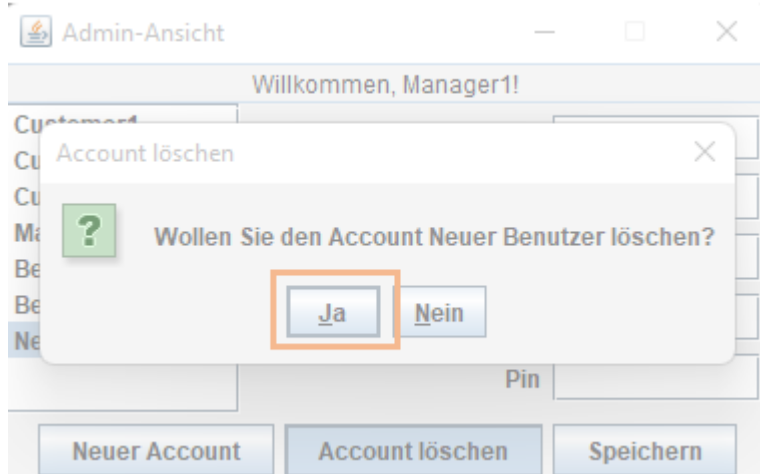 Admin-Ansicht
Willkommen, Manager1!
Customer1
Account löschen
Wollen Sie den Account Neuer Benutzer löschen?
Ja
Nein
Pin
Neuer Account
Account löschen
Speichern